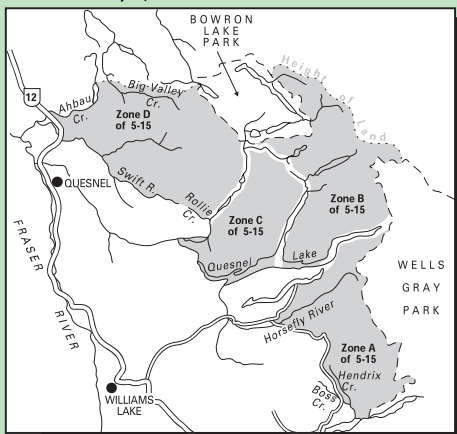 BOWRON
LAKE
PARK
Height of Land
12
Ahbau
Cr.
Big Valley
Cr.
Zone D
of 5-15
Swift R.
Rollie
Cr.
QUESNEL
Zone B
of 5-15
Zone C
of 5-15
Quesnel Lake
WELLS
GRAY
PARK
FRASER
RIVER
Horsefly River
Zone A
of 5-15
Hendrix
Cr.
Boss
Cr.
WILLIAMS
LAKE